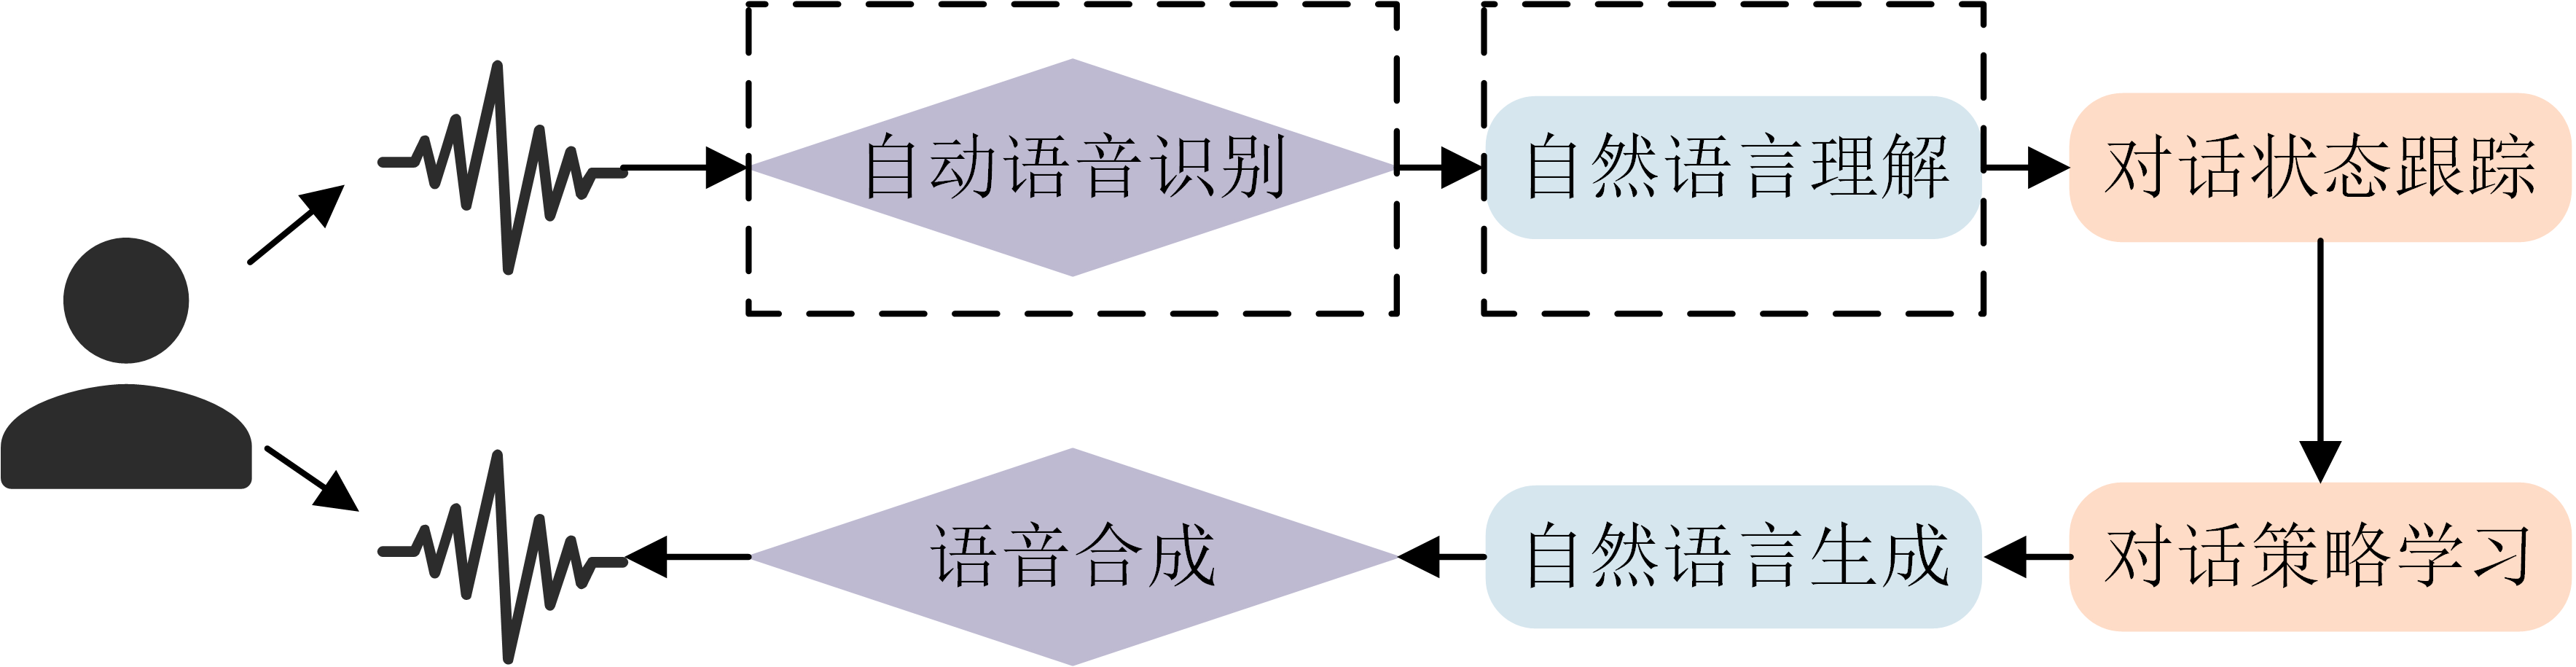 自动语音识别
自然语言理解
对话状态跟踪
语音合成
自然语言生成
对话策略学习